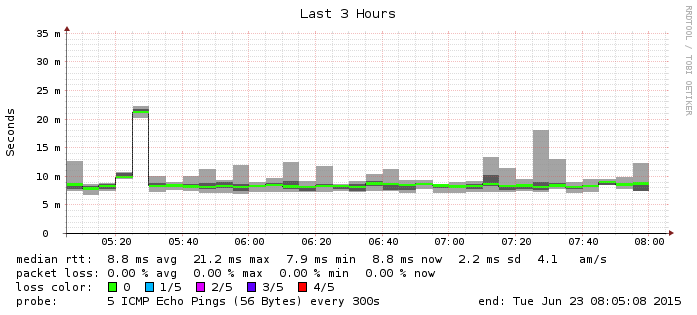 Last 3 Hours
RRDTOOL / TOBI OETIKER
Seconds
35 m
30 m
25 m
20 m
15 m
10 m
5 m
0
05:20 05:40 06:00 06:20 06:40 07:00 07:20 07:40 08:00
median rtt: 8.8 ms avg 21.2 ms max 7.9 ms min 8.8 ms now 2.2 ms sd 4.1 am/s
packet loss: 0.00 % avg 0.00 % max 0.00 % min 0.00 % now
loss color: 0 1/5 2/5 3/5 4/5
probe: 5 ICMP Echo Pings (56 Bytes) every 300s end: Tue Jun 23 08:05:08 2015